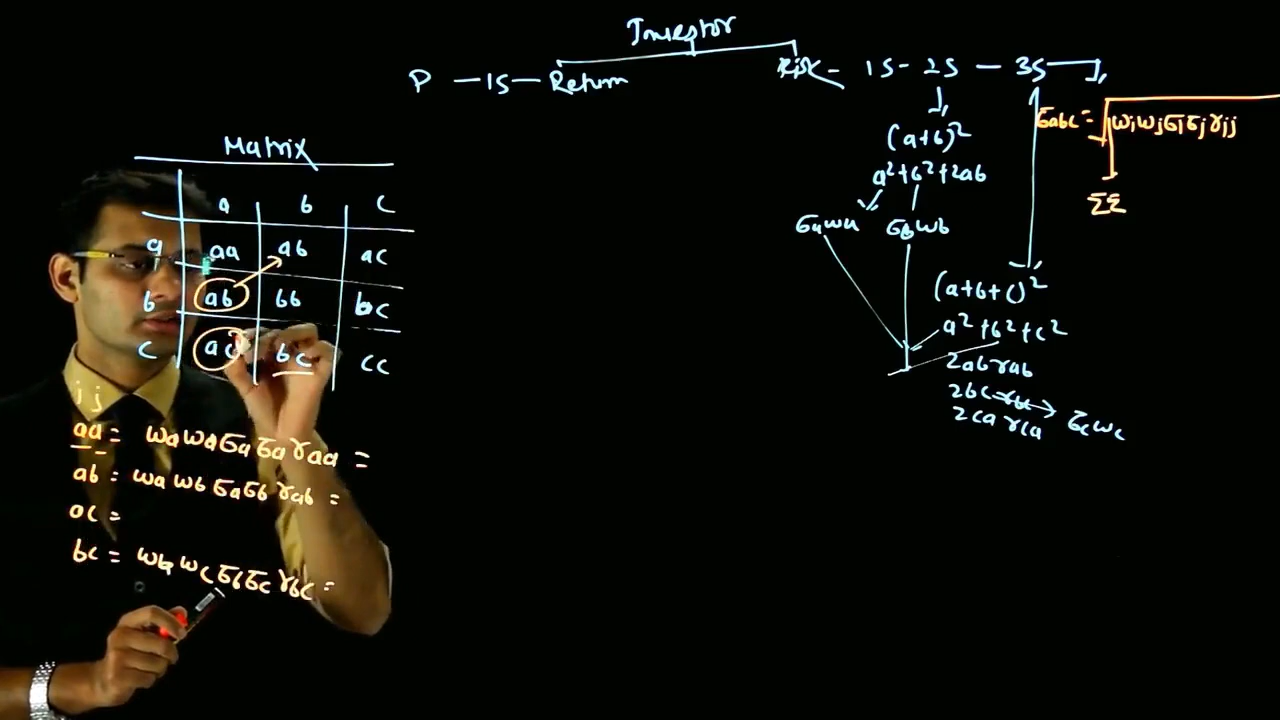 Investor
P — 1S — Return
Risk - 1S - 2S — 3S
(a+b)²
a²+b²+2ab
σawa σbwb
σabc = √wiwjσiσjγij
ΣΣ
(a+b+c)²
a²+b²+c²
2abγab
2bcγbc → σcwc
2caγca
Matrix
a b c
a aa ab ac
b ab bb bc
c ac bc cc
i j
aa = wawaσaσaγaa =
ab = wawbσaσbγab =
ac =
bc = wbwcσbσcγbc =